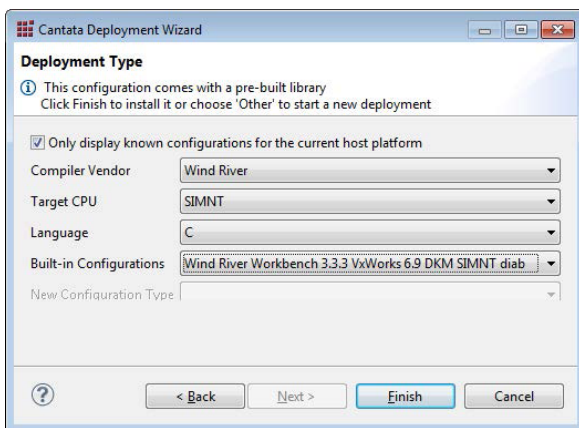 Cantata Deployment Wizard
Deployment Type
This configuration comes with a pre-built library
Click Finish to install it or choose 'Other' to start a new deployment
Only display known configurations for the current host platform
Compiler Vendor Wind River
Target CPU SIMNT
Language C
Built-in Configurations Wind River Workbench 3.3.3 VxWorks 6.9 DKM SIMNT diab
New Configuration Type
? < Back Next > Finish Cancel